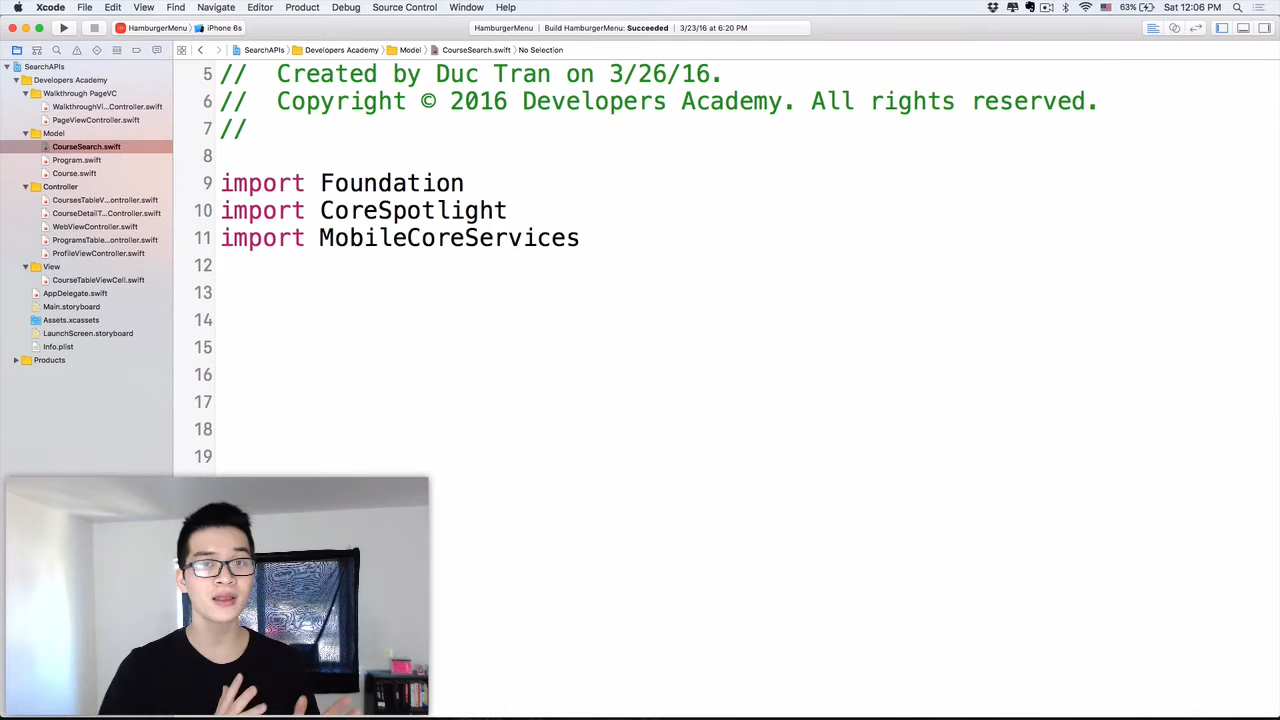 Xcode File Edit View Find Navigate Editor Product Debug Source Control Window Help 63% Sat 12:06 PM
HamburgerMenu iPhone 6s HamburgerMenu Build HamburgerMenu: Succeeded 3/23/16 at 6:20 PM
SearchAPIs Developers Academy Model CourseSearch.swift No Selection
SearchAPIs
Developers Academy
Walkthrough PageVC
WalkthroughVi...Controller.swift
PageViewController.swift
Model
CourseSearch.swift
Program.swift
Course.swift
Controller
CoursesTableV...ontroller.swift
CourseDetailT...Controller.swift
WebViewController.swift
ProgramsTable...ontroller.swift
ProfileViewController.swift
View
CourseTableViewCell.swift
AppDelegate.swift
Main.storyboard
Assets.xcassets
LaunchScreen.storyboard
Info.plist
Products
5 //  Created by Duc Tran on 3/26/16.
6 //  Copyright © 2016 Developers Academy. All rights reserved.
7 //
8
9 import Foundation
10 import CoreSpotlight
11 import MobileCoreServices
12
13
14
15
16
17
18
19